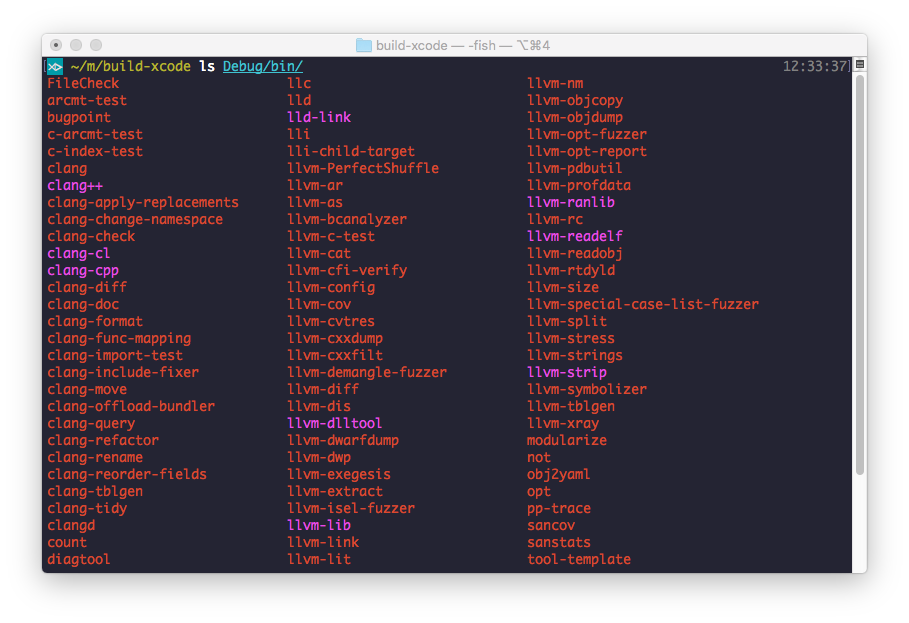 build-xcode — -fish — ⌥⌘4
~/m/build-xcode ls Debug/bin/ 12:33:37
FileCheck llc llvm-nm
arcmt-test lld llvm-objcopy
bugpoint lld-link llvm-objdump
c-arcmt-test lli llvm-opt-fuzzer
c-index-test lli-child-target llvm-opt-report
clang llvm-PerfectShuffle llvm-pdbutil
clang++ llvm-ar llvm-profdata
clang-apply-replacements llvm-as llvm-ranlib
clang-change-namespace llvm-bcanalyzer llvm-rc
clang-check llvm-c-test llvm-readelf
clang-cl llvm-cat llvm-readobj
clang-cpp llvm-cfi-verify llvm-rtdyld
clang-diff llvm-config llvm-size
clang-doc llvm-cov llvm-special-case-list-fuzzer
clang-format llvm-cvtres llvm-split
clang-func-mapping llvm-cxxdump llvm-stress
clang-import-test llvm-cxxfilt llvm-strings
clang-include-fixer llvm-demangle-fuzzer llvm-strip
clang-move llvm-diff llvm-symbolizer
clang-offload-bundler llvm-dis llvm-tblgen
clang-query llvm-dlltool llvm-xray
clang-refactor llvm-dwarfdump modularize
clang-rename llvm-dwp not
clang-reorder-fields llvm-exegesis obj2yaml
clang-tblgen llvm-extract opt
clang-tidy llvm-isel-fuzzer pp-trace
clangd llvm-lib sancov
count llvm-link sanstats
diagtool llvm-lit tool-template